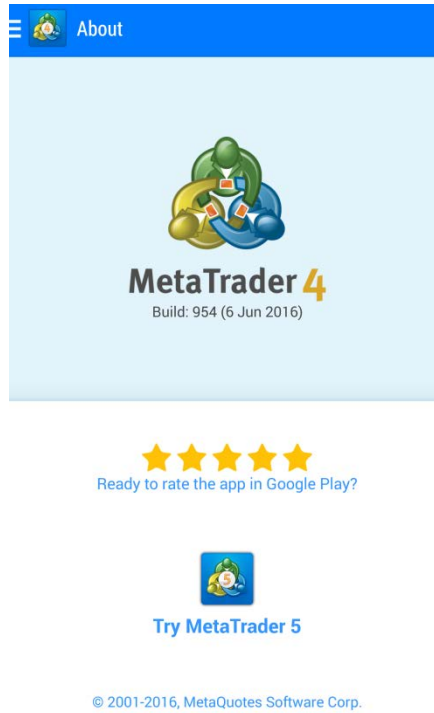 About
MetaTrader 4
Build: 954 (6 Jun 2016)
Ready to rate the app in Google Play?
5
Try MetaTrader 5
© 2001-2016, MetaQuotes Software Corp.